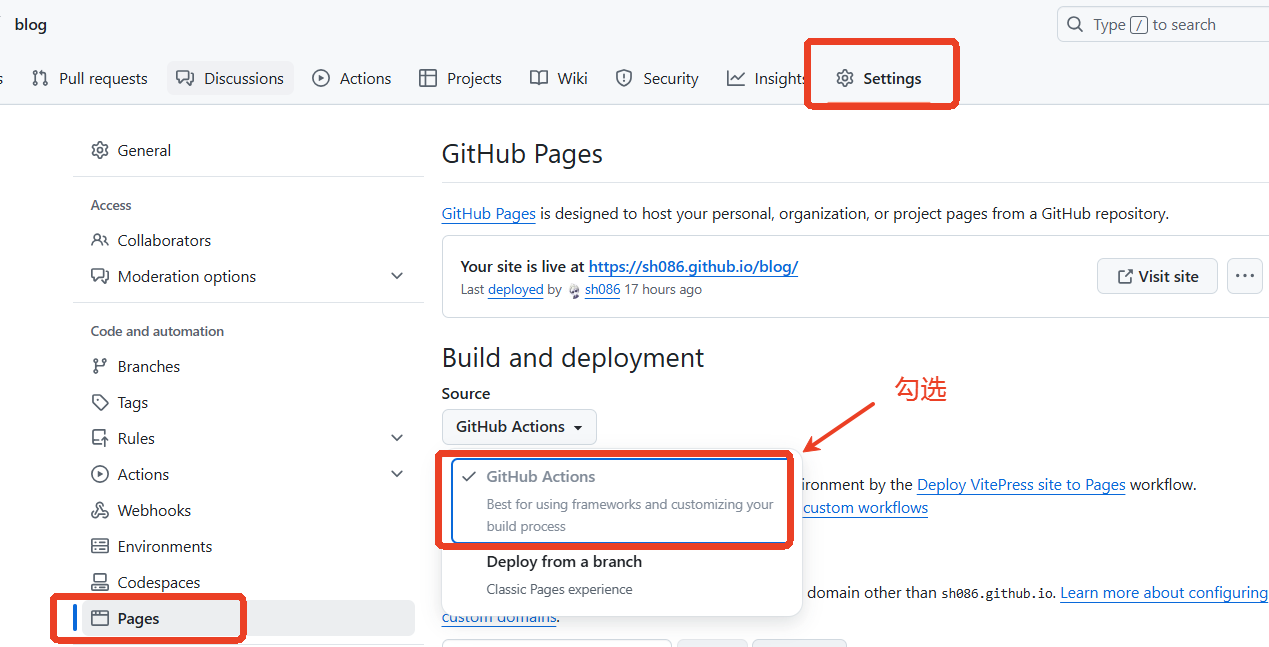 blog
Type / to search
s
Pull requests
Discussions
Actions
Projects
Wiki
Security
Insights
Settings
General
Access
Collaborators
Moderation options
Code and automation
Branches
Tags
Rules
Actions
Webhooks
Environments
Codespaces
Pages
GitHub Pages
GitHub Pages is designed to host your personal, organization, or project pages from a GitHub repository.
Your site is live at https://sh086.github.io/blog/
Last deployed by sh086 17 hours ago
Visit site
Build and deployment
勾选
Source
GitHub Actions
GitHub Actions
Best for using frameworks and customizing your
build process
Deploy from a branch
Classic Pages experience
ironment by the Deploy VitePress site to Pages workflow.
custom workflows
domain other than sh086.github.io. Learn more about configuring
custom domains.